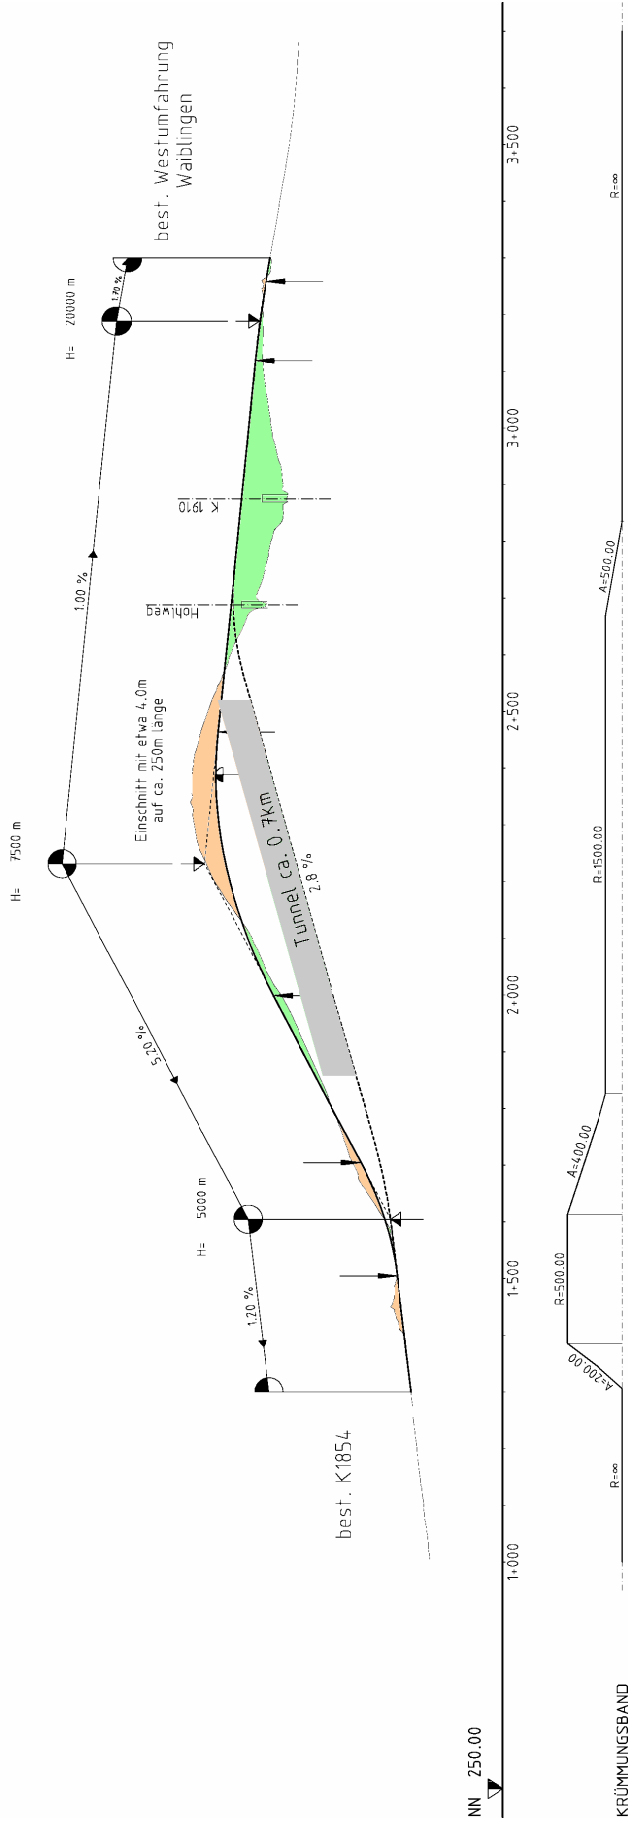 H= 7500 m
H= 20000 m
H= 5000 m
1.20 %
5.20%
1.00 %
1.70 %
best. K1854
best. Westumfahrung
Waiblingen
Einschnitt mit etwa 4.0m
auf ca. 250m länge
Tunnel ca. 0.7km
2.8 %
Hohlweg
K 1910
NN 250.00
1+000
1+500
2+000
2+500
3+000
3+500
KRÜMMUNGSBAND
R=∞
A=200.00
R=500.00
A=400.00
R=1500.00
A=500.00
R=∞